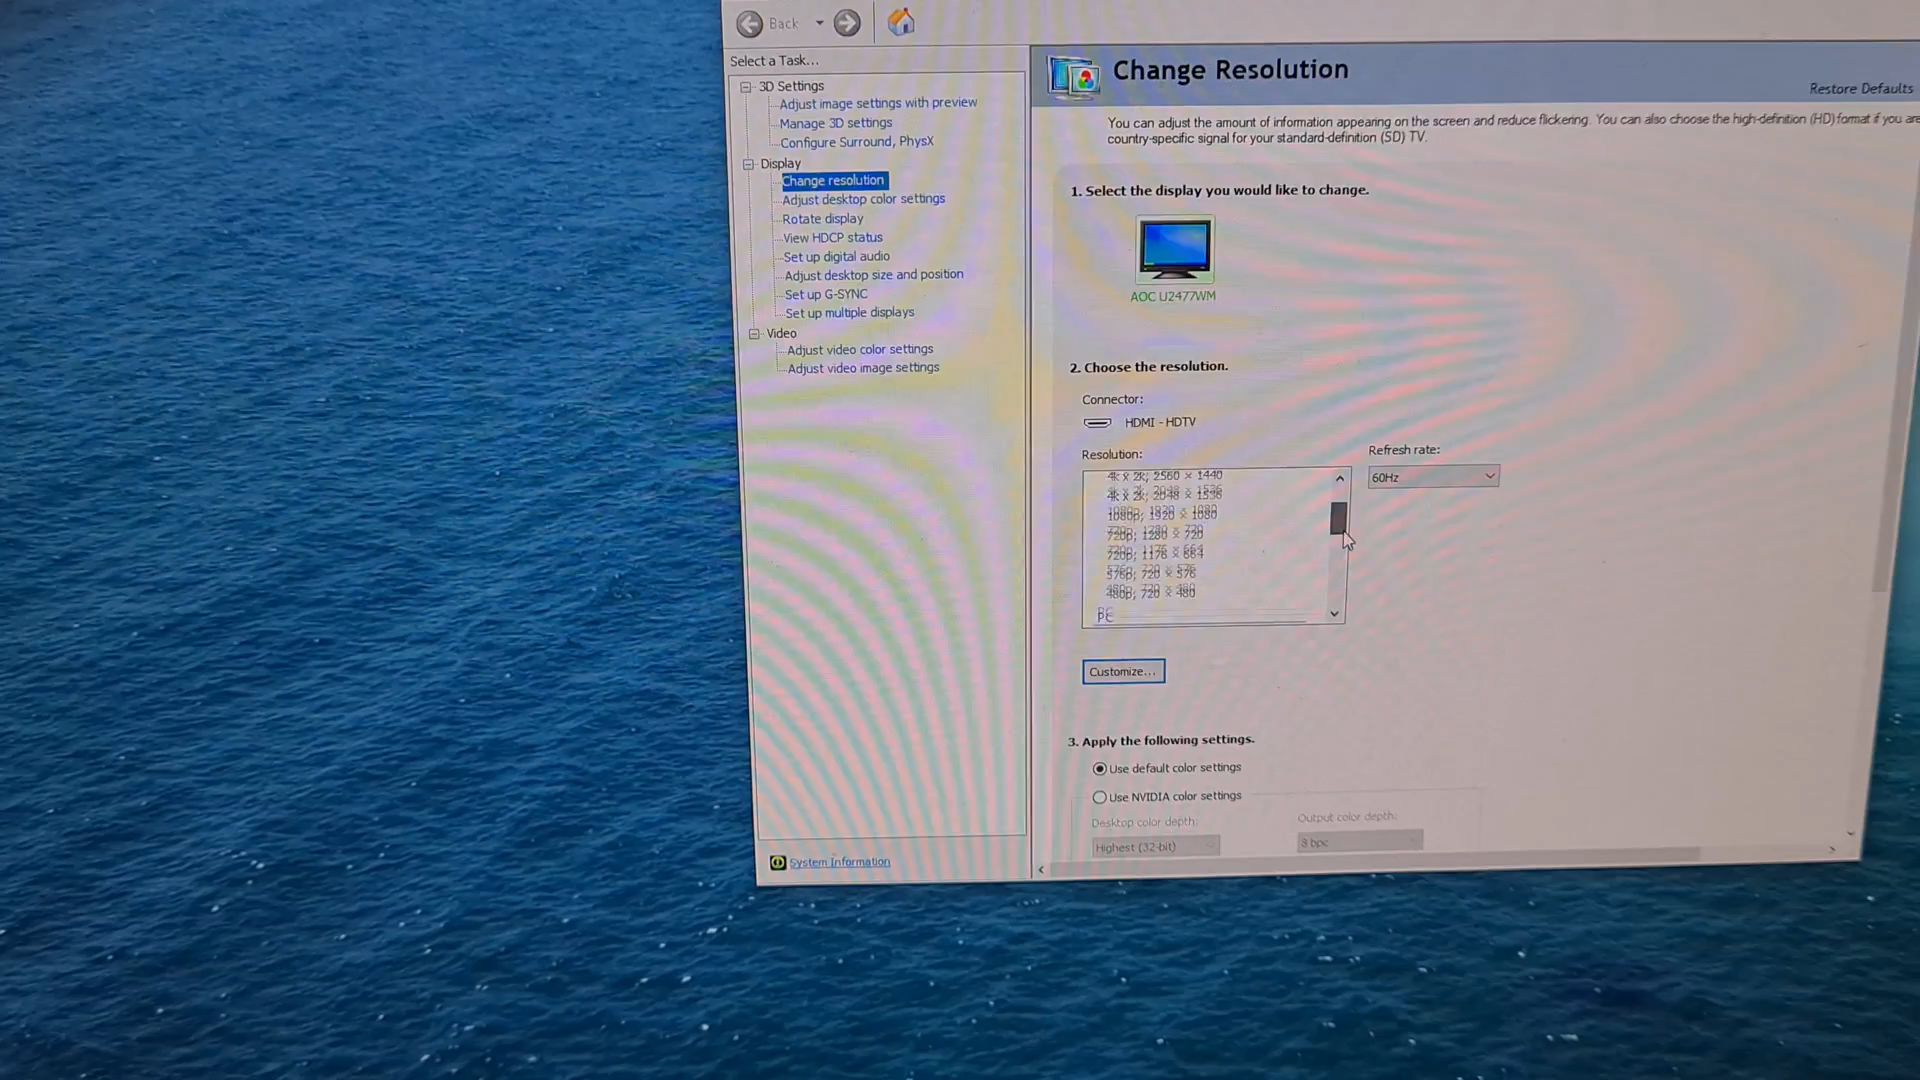 Back
Select a Task...
3D Settings
Adjust image settings with preview
Manage 3D settings
Configure Surround, PhysX
Display
Change resolution
Adjust desktop color settings
Rotate display
View HDCP status
Set up digital audio
Adjust desktop size and position
Set up G-SYNC
Set up multiple displays
Video
Adjust video color settings
Adjust video image settings
System Information
Change Resolution
Restore Defaults
You can adjust the amount of information appearing on the screen and reduce flickering. You can also choose the high-definition (HD) format if you are
country-specific signal for your standard-definition (SD) TV.
1. Select the display you would like to change.
AOC U2477WM
2. Choose the resolution.
Connector:
HDMI - HDTV
Resolution:
Refresh rate:
60Hz
4k x 2k, 2560 × 1440
4k x 2k, 2048 × 1536
1080p, 1920 × 1080
720p, 1280 × 720
720p, 1176 × 664
576p, 720 × 576
480p, 720 × 480
PC
Customize...
3. Apply the following settings.
Use default color settings
Use NVIDIA color settings
Desktop color depth:
Output color depth:
Highest (32-bit)
8 bpc